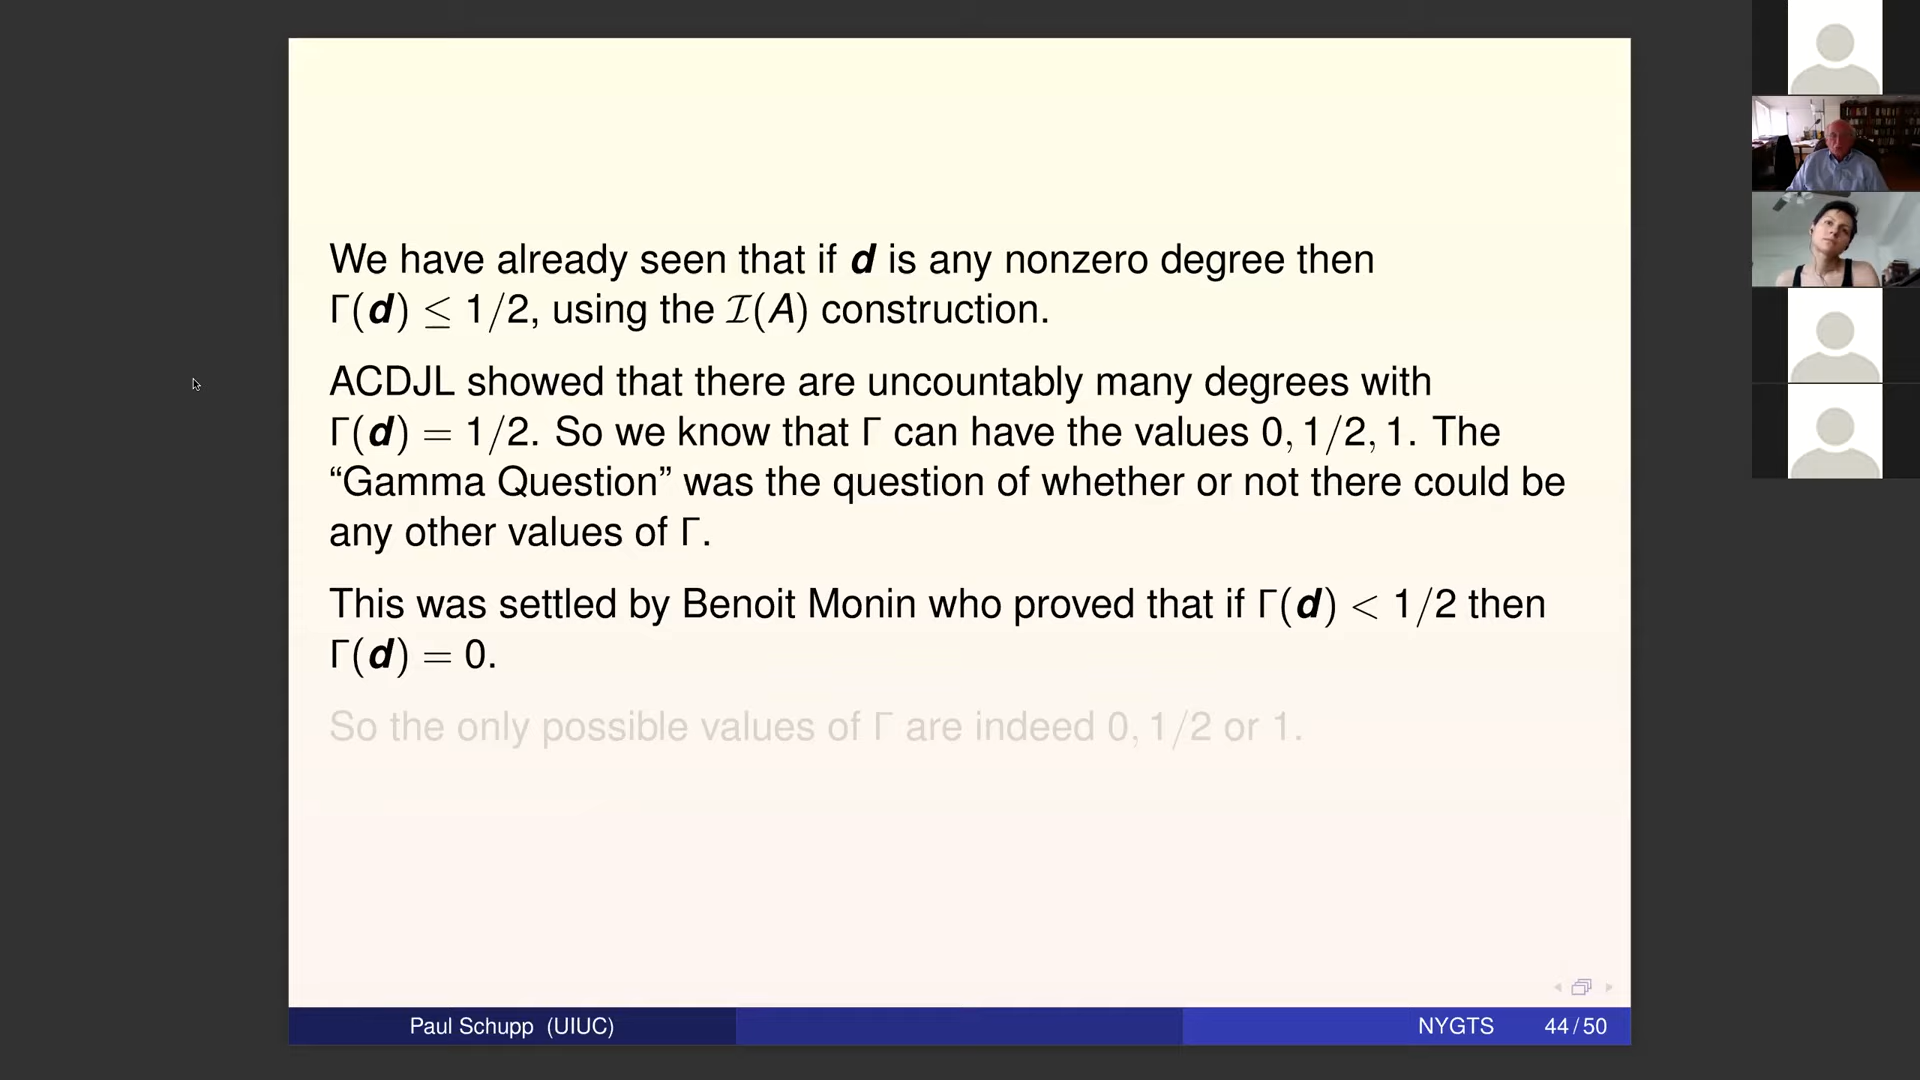 We have already seen that if d is any nonzero degree then
Γ(d) ≤ 1/2, using the 𝓘(A) construction.
ACDJL showed that there are uncountably many degrees with
Γ(d) = 1/2. So we know that Γ can have the values 0, 1/2, 1. The
“Gamma Question” was the question of whether or not there could be
any other values of Γ.
This was settled by Benoit Monin who proved that if Γ(d) < 1/2 then
Γ(d) = 0.
So the only possible values of Γ are indeed 0, 1/2 or 1.
Paul Schupp (UIUC) NYGTS 44/50